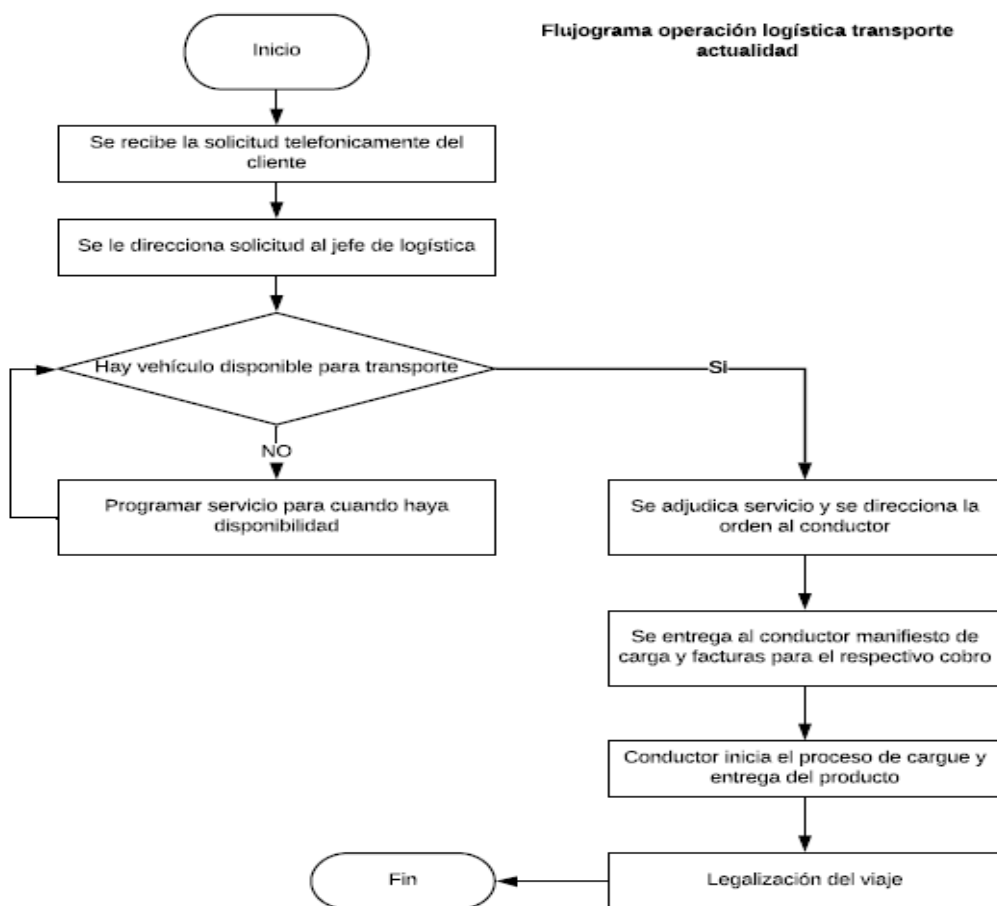 Inicio
Flujograma operación logística transporte
actualidad
Se recibe la solicitud telefonicamente del
cliente
Se le direcciona solicitud al jefe de logística
Hay vehículo disponible para transporte
SI
NO
Programar servicio para cuando haya
disponibilidad
Se adjudica servicio y se direcciona la
orden al conductor
Se entrega al conductor manifiesto de
carga y facturas para el respectivo cobro
Conductor inicia el proceso de cargue y
entrega del producto
Legalización del viaje
Fin